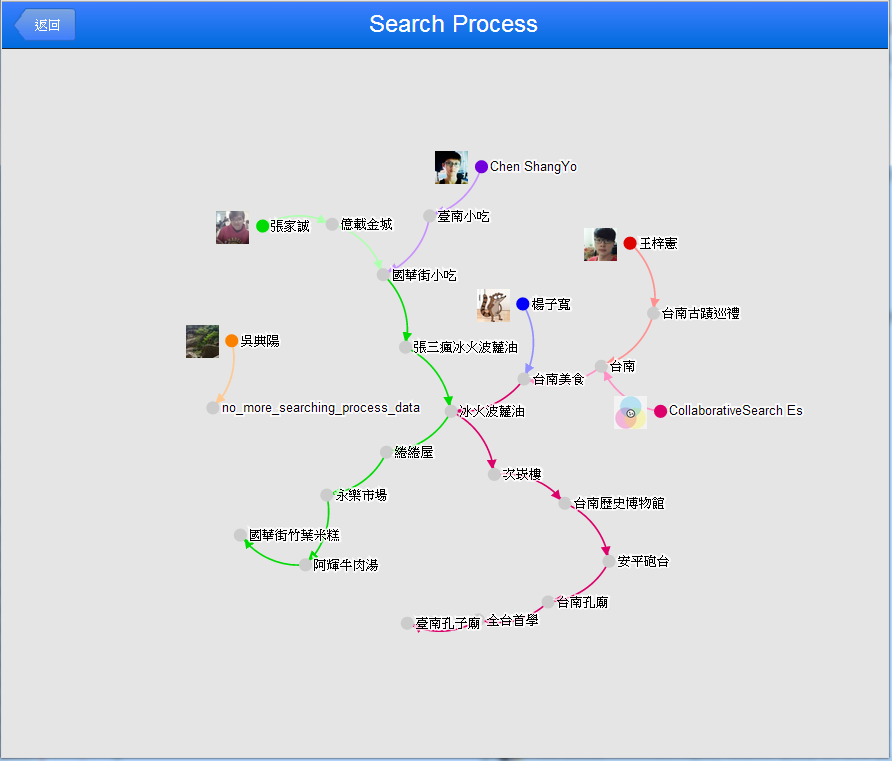 返回
Search Process
Chen ShangYo
臺南小吃
張家誠
億載金城
王梓憲
國華街小吃
楊子寬
台南古蹟巡禮
吳典陽
張三瘋冰火波蘿油
台南
台南美食
no_more_searching_process_data
冰火波蘿油
CollaborativeSearch Es
綣綣屋
次崁樓
永樂市場
台南歷史博物館
國華街竹葉米糕
阿輝牛肉湯
安平砲台
台南孔廟
全台首學
臺南孔子廟